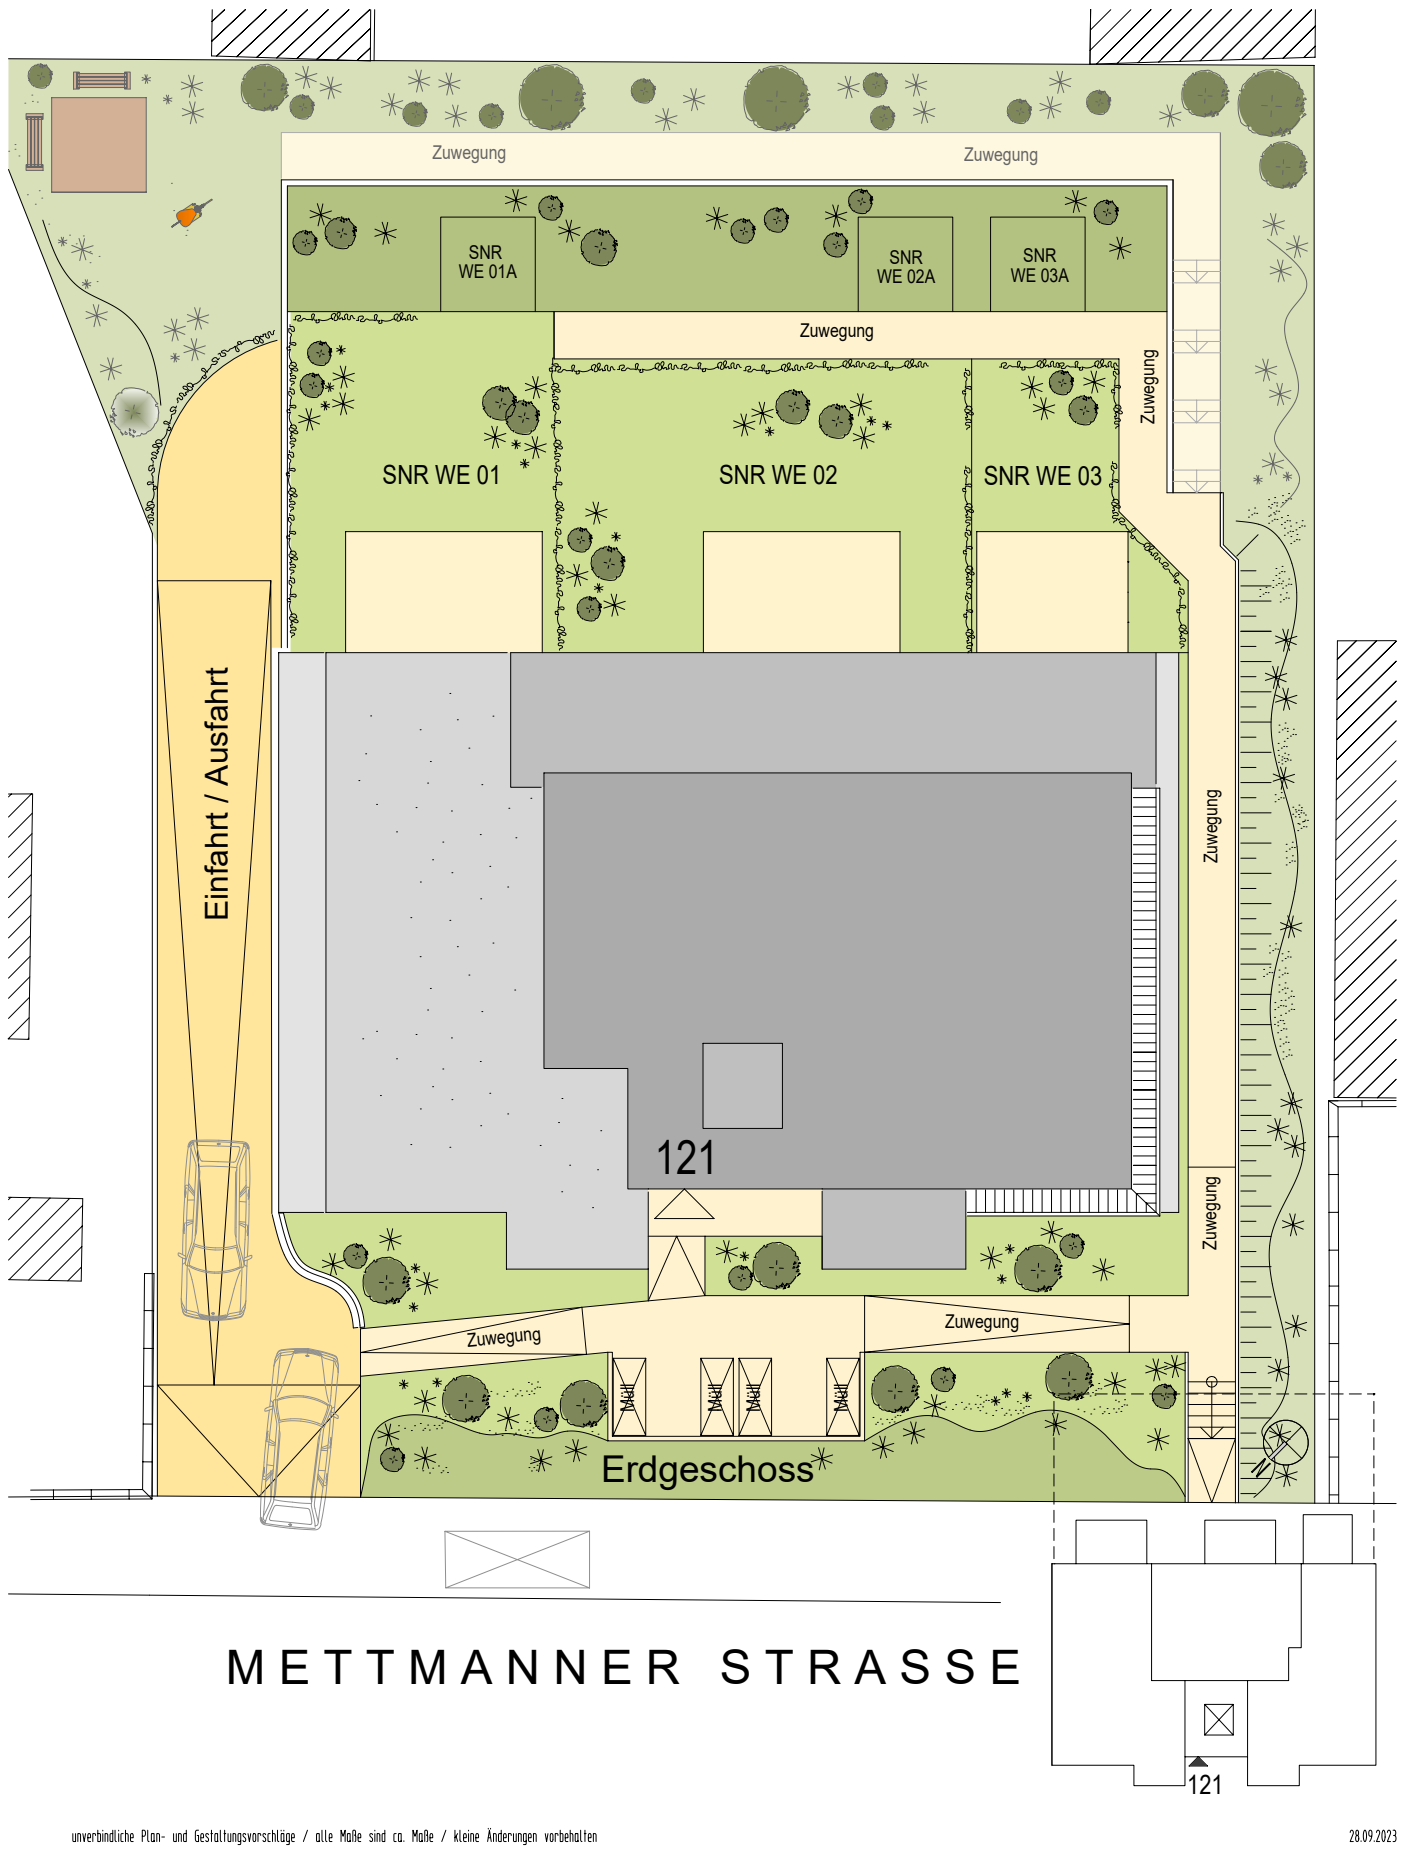 Zuwegung
Zuwegung
SNR
WE 01A
SNR
WE 02A
SNR
WE 03A
Zuwegung
Zuwegung
SNR WE 01
SNR WE 02
SNR WE 03
Einfahrt / Ausfahrt
Zuwegung
121
Zuwegung
Zuwegung
Zuwegung
Müll
Müll
Müll
Müll
Erdgeschoss
N
METTMANNER STRASSE
121
unverbindliche Plan- und Gestaltungsvorschläge / alle Maße sind ca. Maße / kleine Änderungen vorbehalten
28.09.2023